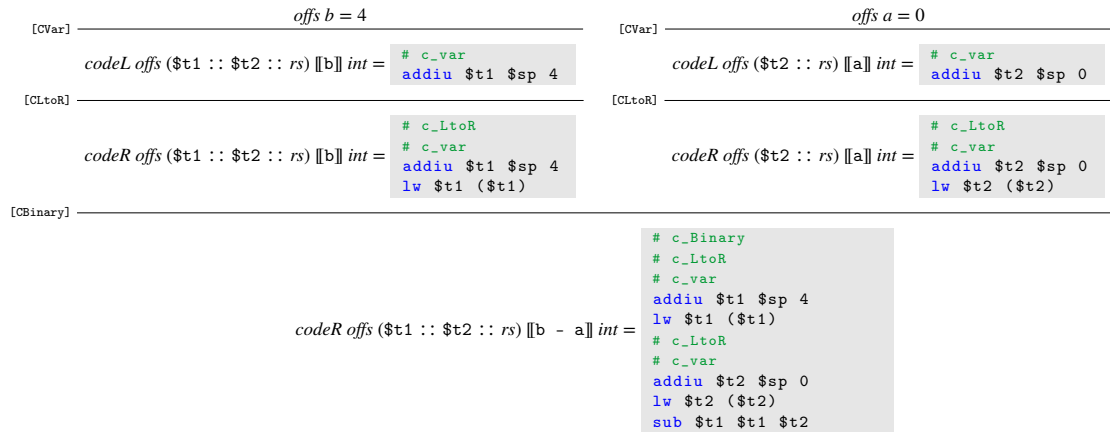 offs b = 4
offs a = 0
[CVar]
[CVar]
codeL offs ($t1 :: $t2 :: rs) ⟦b⟧ int =
# c_var
addiu $t1 $sp 4
codeL offs ($t2 :: rs) ⟦a⟧ int =
# c_var
addiu $t2 $sp 0
[CLtoR]
[CLtoR]
codeR offs ($t1 :: $t2 :: rs) ⟦b⟧ int =
# c_LtoR
# c_var
addiu $t1 $sp 4
lw $t1 ($t1)
codeR offs ($t2 :: rs) ⟦a⟧ int =
# c_LtoR
# c_var
addiu $t2 $sp 0
lw $t2 ($t2)
[CBinary]
codeR offs ($t1 :: $t2 :: rs) ⟦b - a⟧ int =
# c_Binary
# c_LtoR
# c_var
addiu $t1 $sp 4
lw $t1 ($t1)
# c_LtoR
# c_var
addiu $t2 $sp 0
lw $t2 ($t2)
sub $t1 $t1 $t2